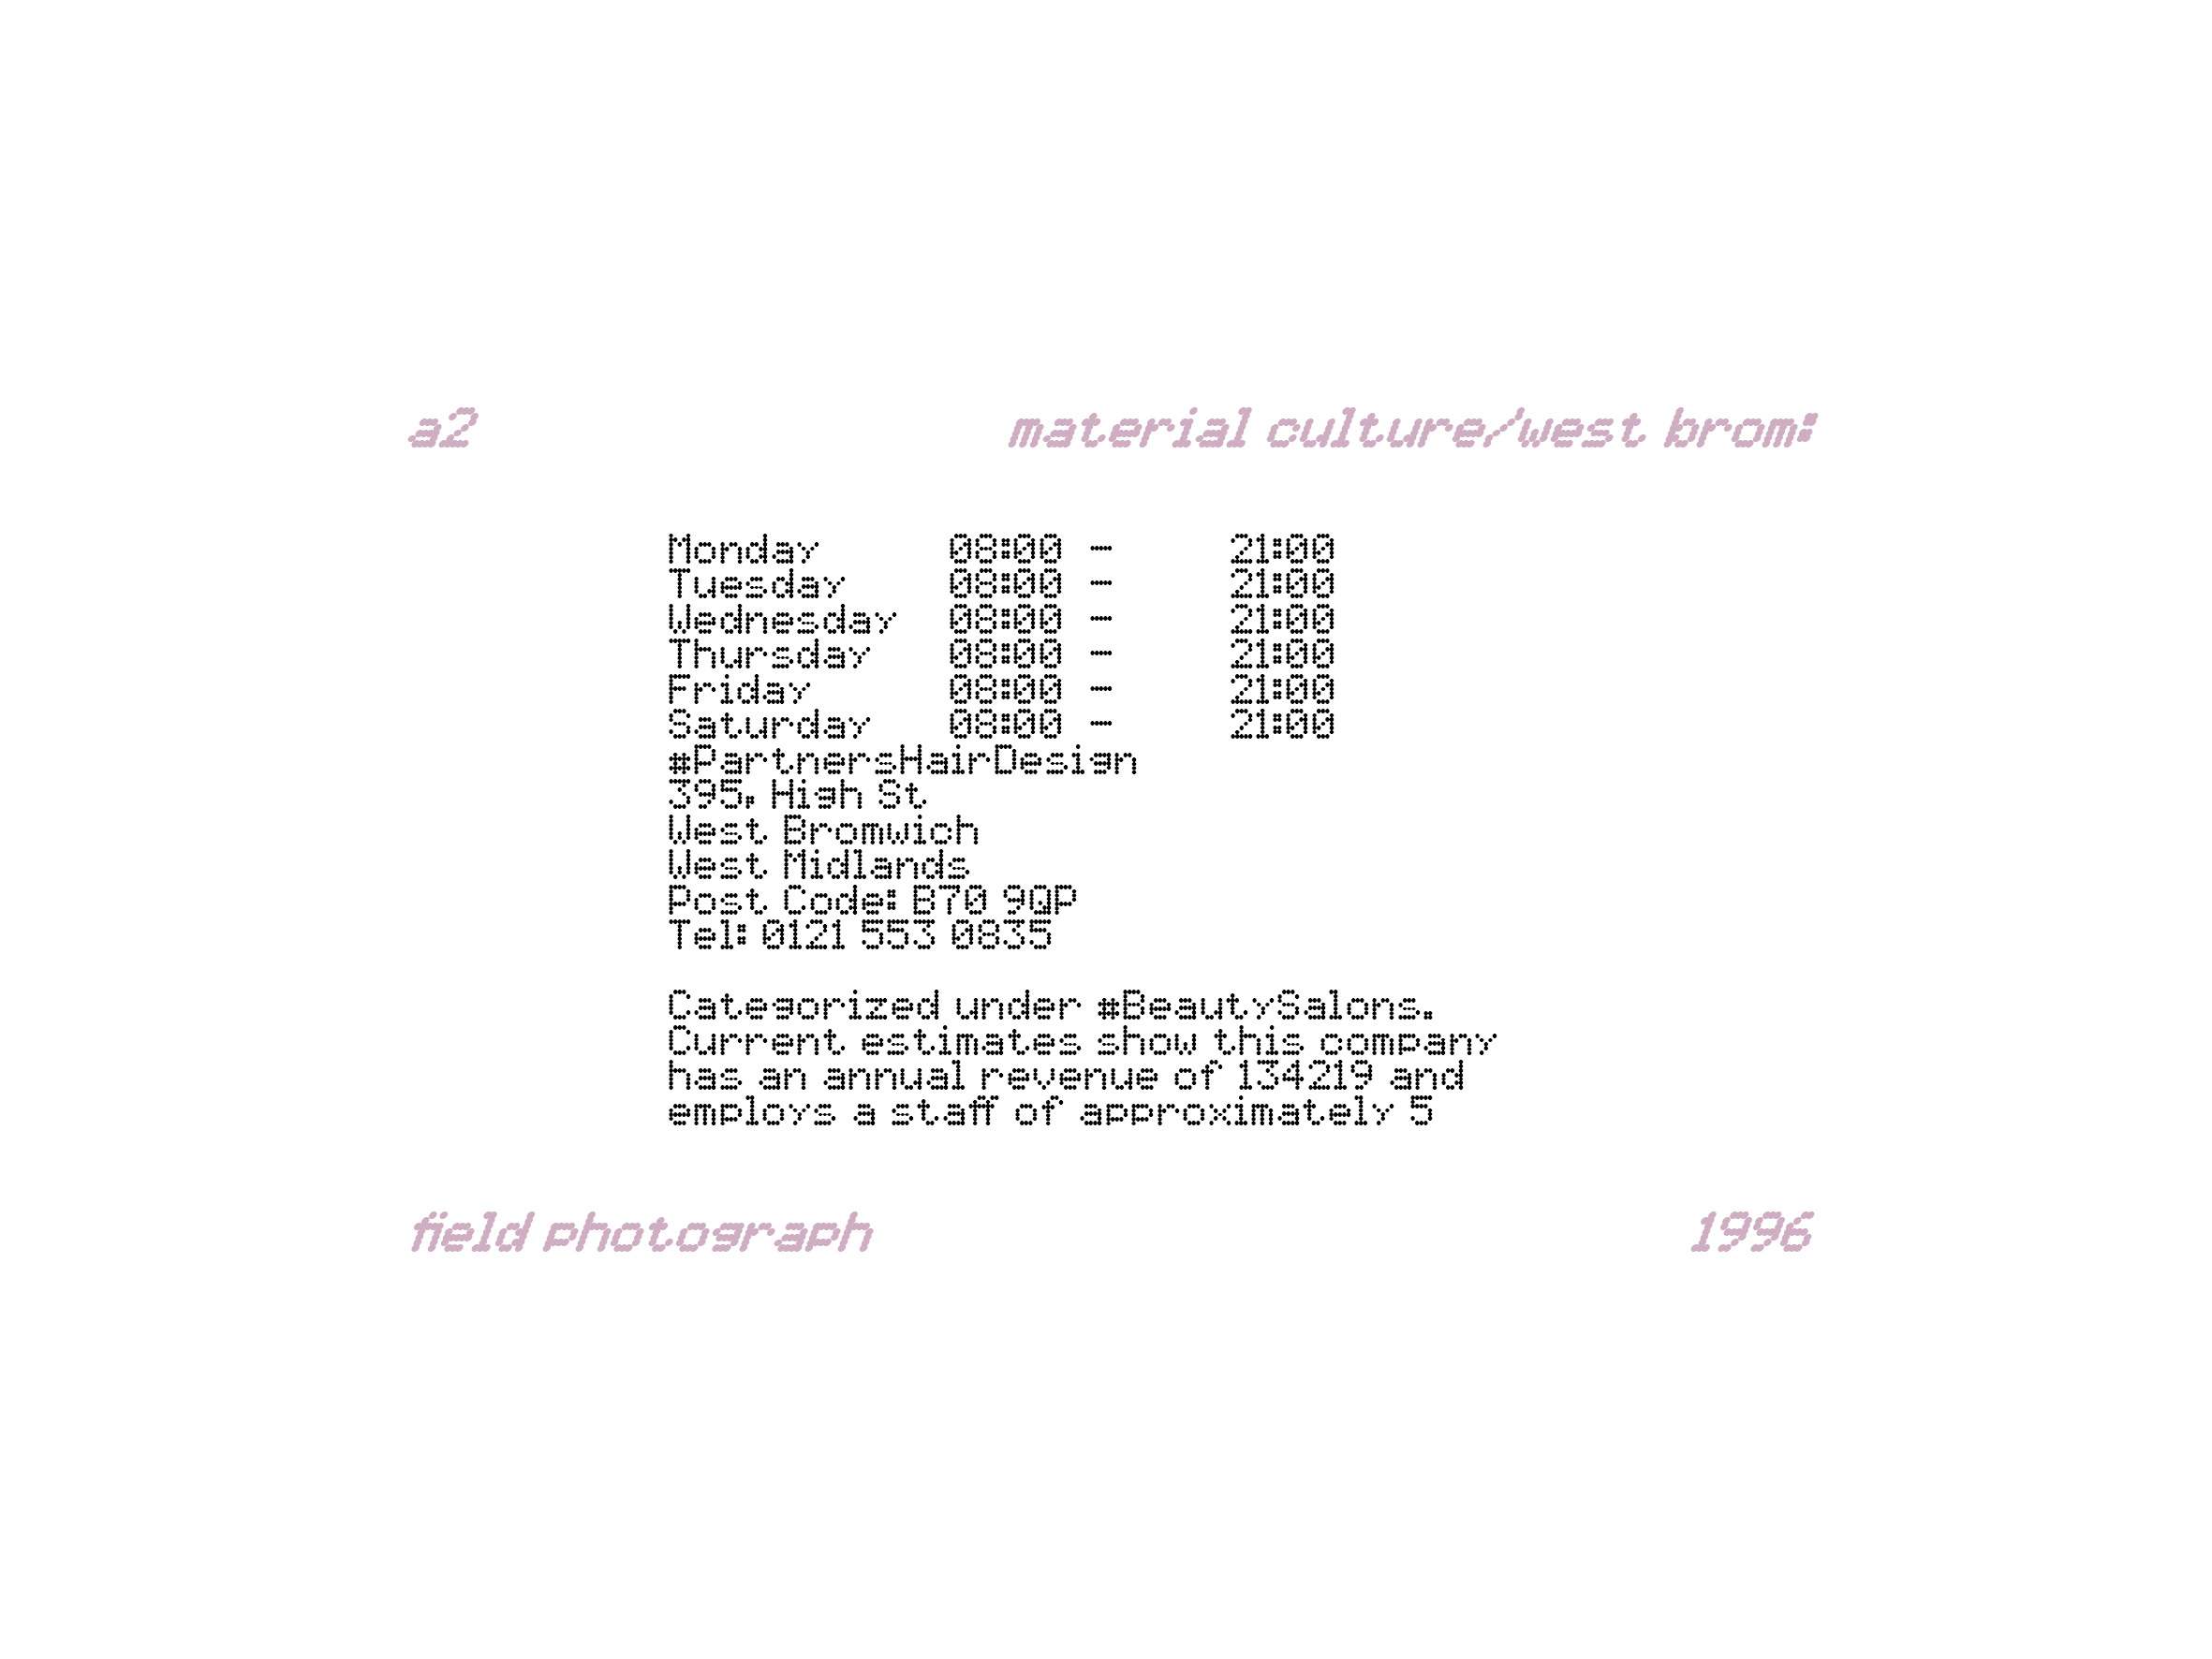 a2 material culture/west brom:
Monday 08:00 - 21:00
Tuesday 08:00 - 21:00
Wednesday 08:00 - 21:00
Thursday 08:00 - 21:00
Friday 08:00 - 21:00
Saturday 08:00 - 21:00
#PartnersHairDesign
395, High St
West Bromwich
West Midlands
Post Code: B70 9QP
Tel: 0121 553 0835
Categorized under #BeautySalons.
Current estimates show this company
has an annual revenue of 134219 and
employs a staff of approximately 5
field photograph 1996